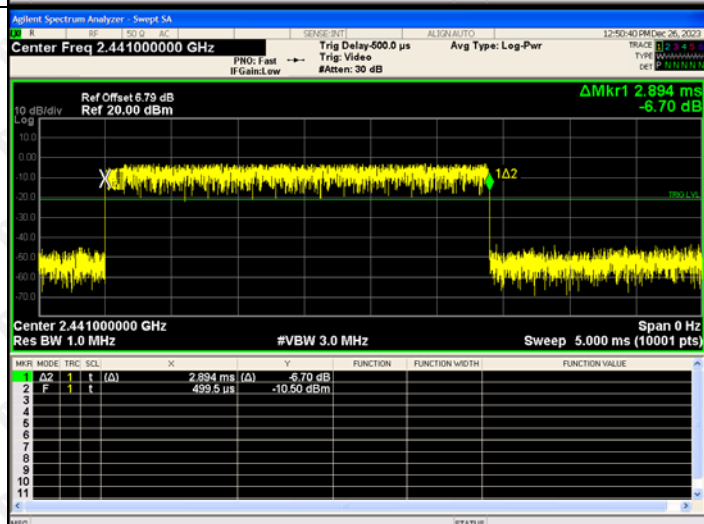 Agilent Spectrum Analyzer - Swept SA
R RF 50 Ω AC SENSE:INT ALIGN AUTO 12:50:40 PM Dec 26, 2023
Center Freq 2.441000000 GHz
PNO: Fast
IFGain:Low
Trig Delay-500.0 µs
Trig: Video
#Atten: 30 dB
Avg Type: Log-Pwr
TRACE 1 2 3 4 5 6
TYPE
DET P N N N N N
ΔMkr1 2.894 ms
-6.70 dB
Ref Offset 6.79 dB
Ref 20.00 dBm
10 dB/div
Log
10.0
0.00
-10.0
-20.0
-30.0
-40.0
-50.0
-60.0
-70.0
1Δ2
TRIG LVL
Center 2.441000000 GHz
Span 0 Hz
Res BW 1.0 MHz
#VBW 3.0 MHz
Sweep 5.000 ms (10001 pts)
MKR MODE TRC SCL X Y FUNCTION FUNCTION WIDTH FUNCTION VALUE
1 Δ2 1 t (Δ) 2.894 ms (Δ) -6.70 dB
2 F 1 t 499.5 µs -10.50 dBm
3
4
5
6
7
8
9
10
11
MSG STATUS